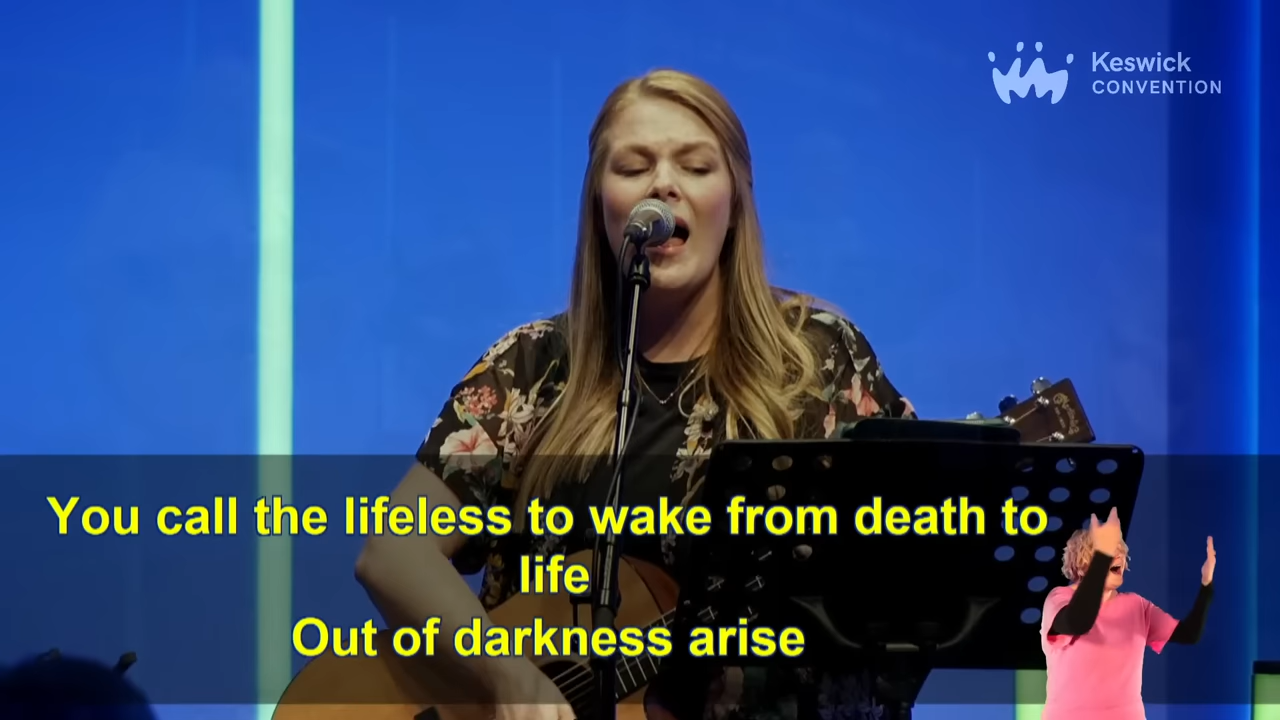 Keswick
CONVENTION
You call the lifeless to wake from death to
life
Out of darkness arise